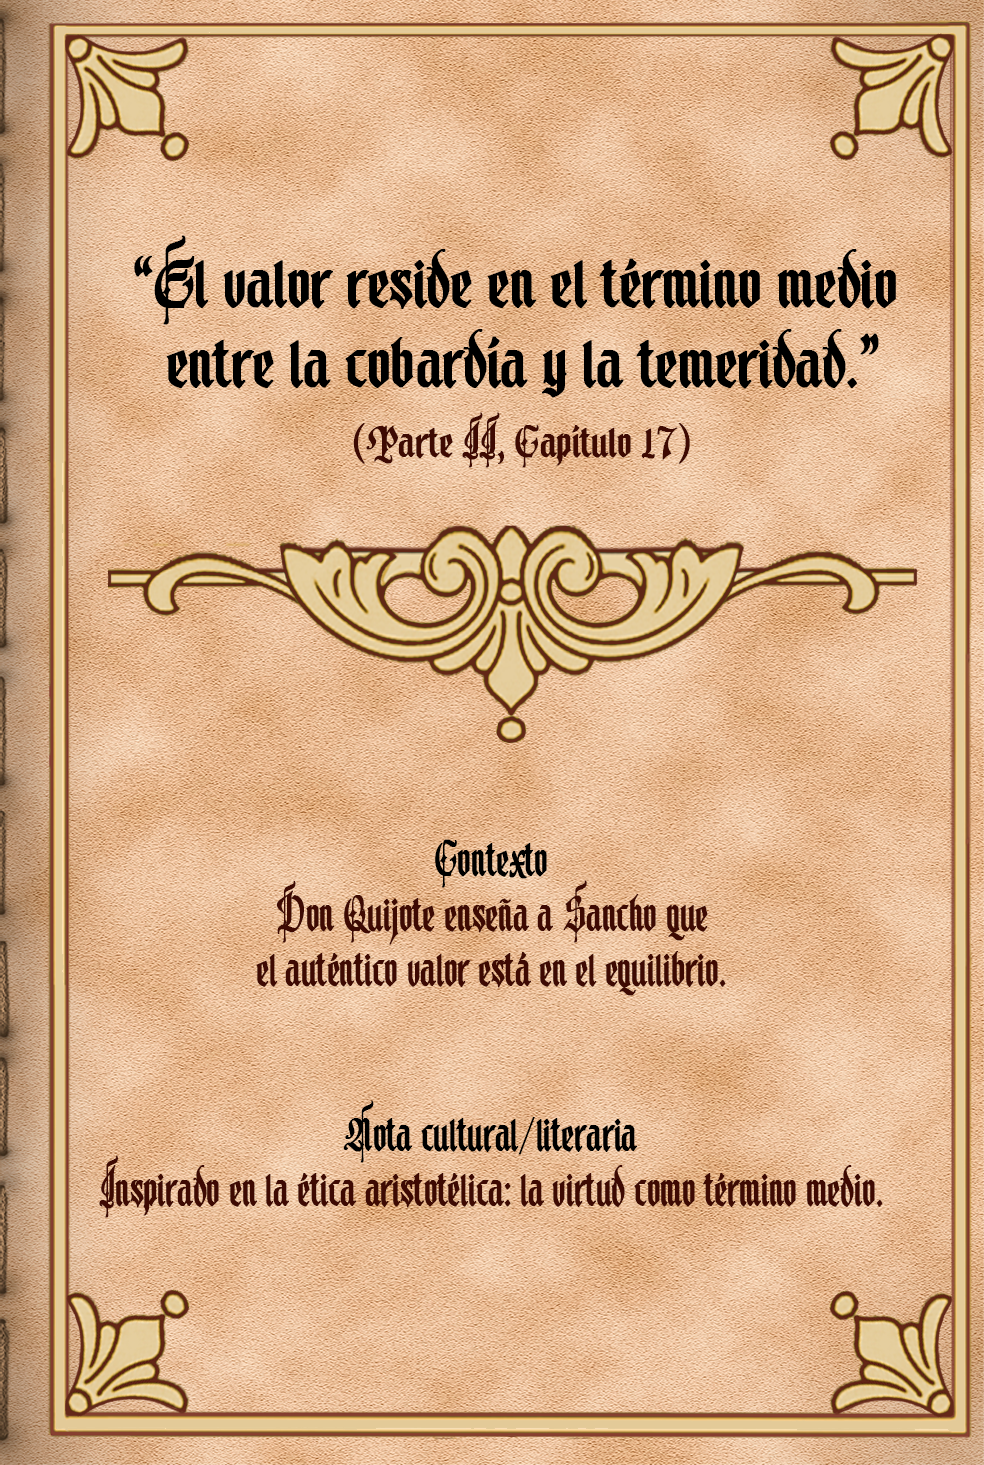 “El valor reside en el término medio
entre la cobardía y la temeridad.”
(Parte II, Capítulo 17)
Contexto
Don Quijote enseña a Sancho que
el auténtico valor está en el equilibrio.
Nota cultural/literaria
Inspirado en la ética aristotélica: la virtud como término medio.